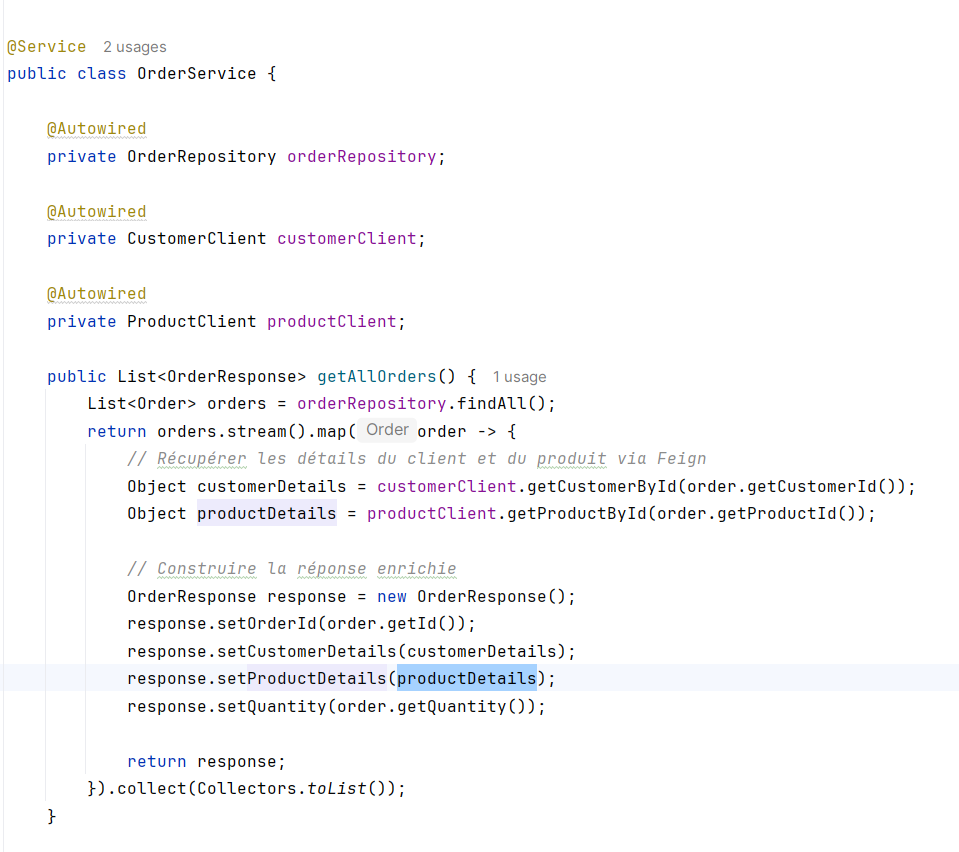 @Service 2 usages
public class OrderService {
@Autowired
private OrderRepository orderRepository;
@Autowired
private CustomerClient customerClient;
@Autowired
private ProductClient productClient;
public List<OrderResponse> getAllOrders() { 1 usage
List<Order> orders = orderRepository.findAll();
return orders.stream().map( Order order -> {
// Récupérer les détails du client et du produit via Feign
Object customerDetails = customerClient.getCustomerById(order.getCustomerId());
Object productDetails = productClient.getProductById(order.getProductId());
// Construire la réponse enrichie
OrderResponse response = new OrderResponse();
response.setOrderId(order.getId());
response.setCustomerDetails(customerDetails);
response.setProductDetails(productDetails);
response.setQuantity(order.getQuantity());
return response;
}).collect(Collectors.toList());
}